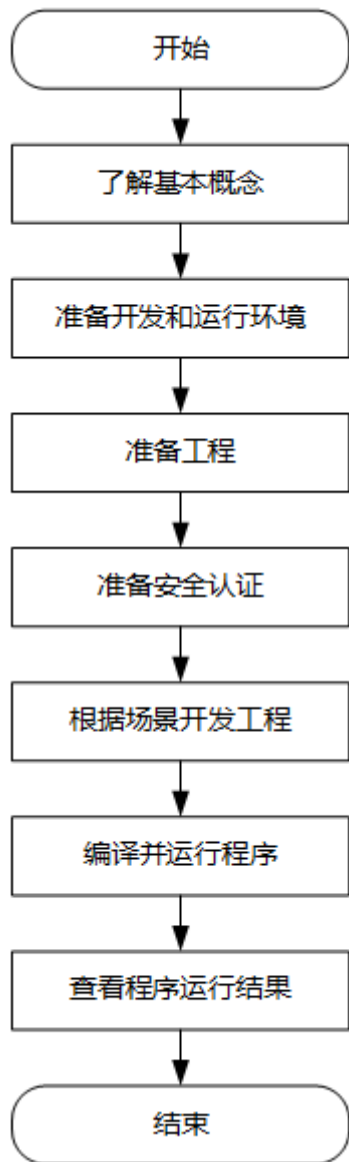 开始
了解基本概念
准备开发和运行环境
准备工程
准备安全认证
根据场景开发工程
编译并运行程序
查看程序运行结果
结束